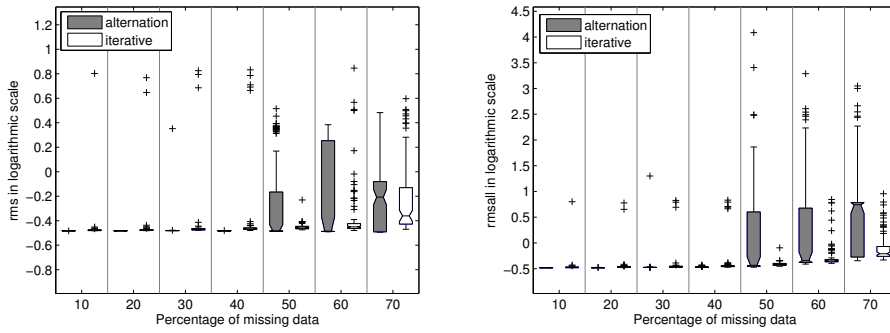 1.2
1
0.8
0.6
0.4
0.2
0
−0.2
−0.4
−0.6
−0.8
rms in logarithmic scale
alternation
iterative
10 20 30 40 50 60 70
Percentage of missing data
4.5
4
3.5
3
2.5
2
1.5
1
0.5
0
−0.5
rmsall in logarithmic scale
alternation
iterative
10 20 30 40 50 60 70
Percentage of missing data